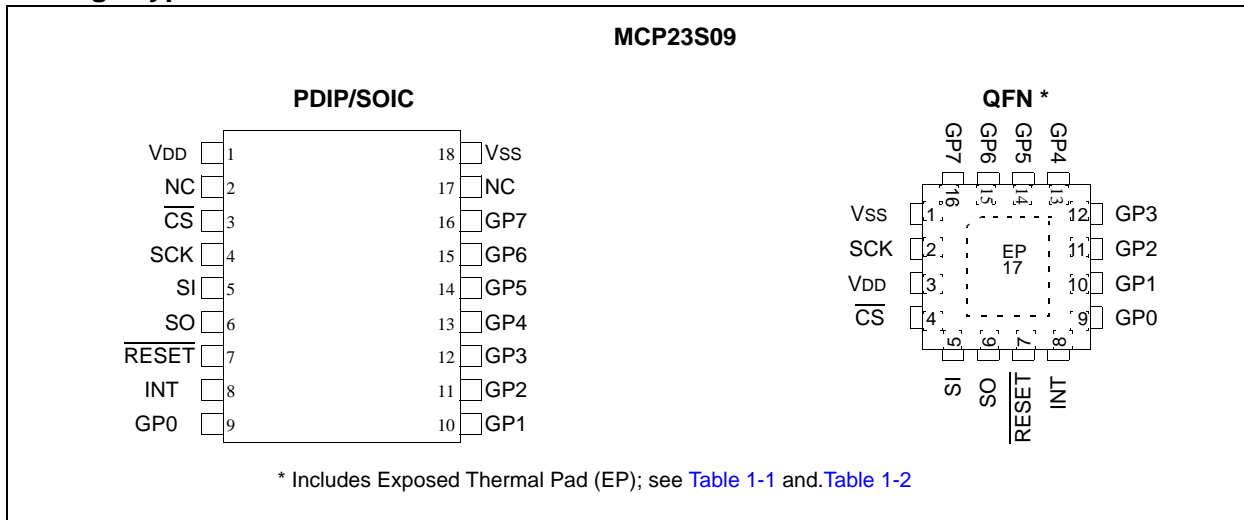 MCP23S09
PDIP/SOIC
VDD 1
NC 2
CS 3
SCK 4
SI 5
SO 6
RESET 7
INT 8
GP0 9
18 VSS
17 NC
16 GP7
15 GP6
14 GP5
13 GP4
12 GP3
11 GP2
10 GP1
QFN *
GP7 GP6 GP5 GP4
16 15 14 13
VSS 1
SCK 2
VDD 3
CS 4
EP
17
12 GP3
11 GP2
10 GP1
9 GP0
5 6 7 8
SI SO RESET INT
* Includes Exposed Thermal Pad (EP); see Table 1-1 and.Table 1-2